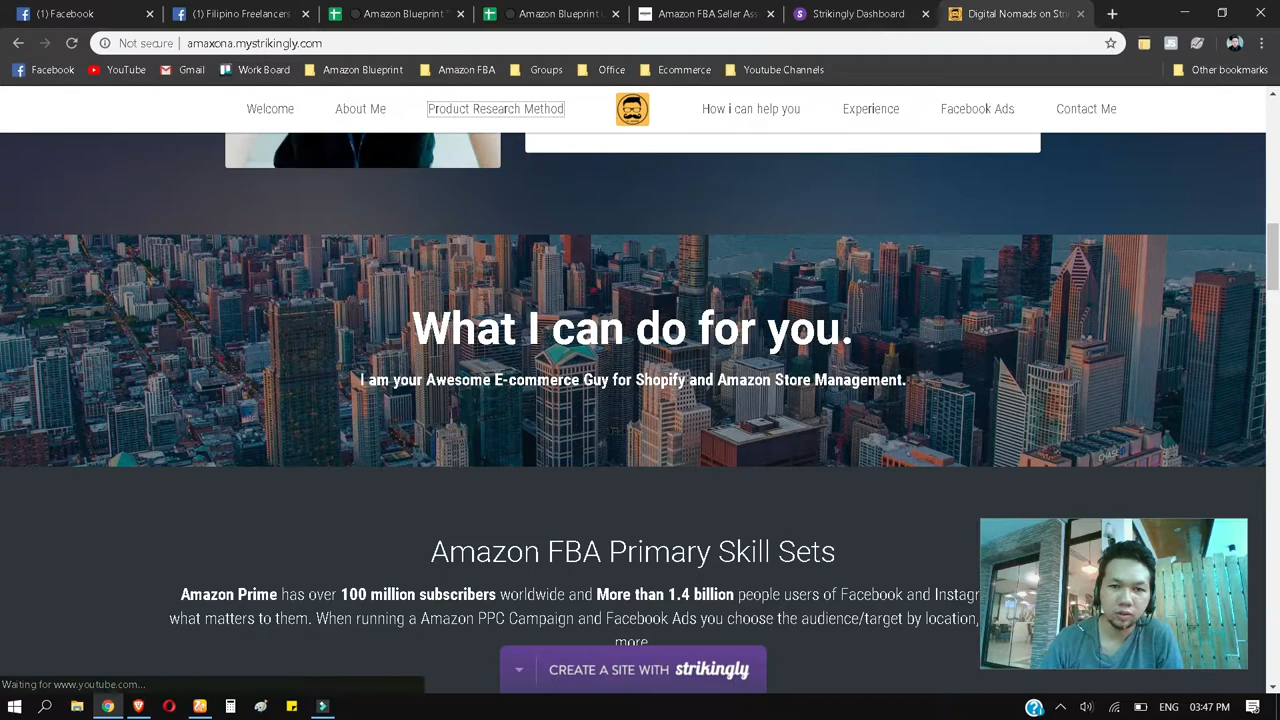 (1) Facebook
(1) Filipino Freelancers
Amazon Blueprint
Amazon Blueprint
Amazon FBA Seller Ass
Strikingly Dashboard
Digital Nomads on Stri
Not secure | amaxona.mystrikingly.com
Facebook YouTube Gmail Work Board Amazon Blueprint Amazon FBA Groups Office Ecommerce Youtube Channels Other bookmarks
Welcome About Me Product Research Method How i can help you Experience Facebook Ads Contact Me
What I can do for you.
I am your Awesome E-commerce Guy for Shopify and Amazon Store Management.
CHASE
Amazon FBA Primary Skill Sets
Amazon Prime has over 100 million subscribers worldwide and More than 1.4 billion people users of Facebook and Instagr
what matters to them. When running a Amazon PPC Campaign and Facebook Ads you choose the audience/target by location,
more.
CREATE A SITE WITH strikingly
Waiting for www.youtube.com...
ENG 03:47 PM